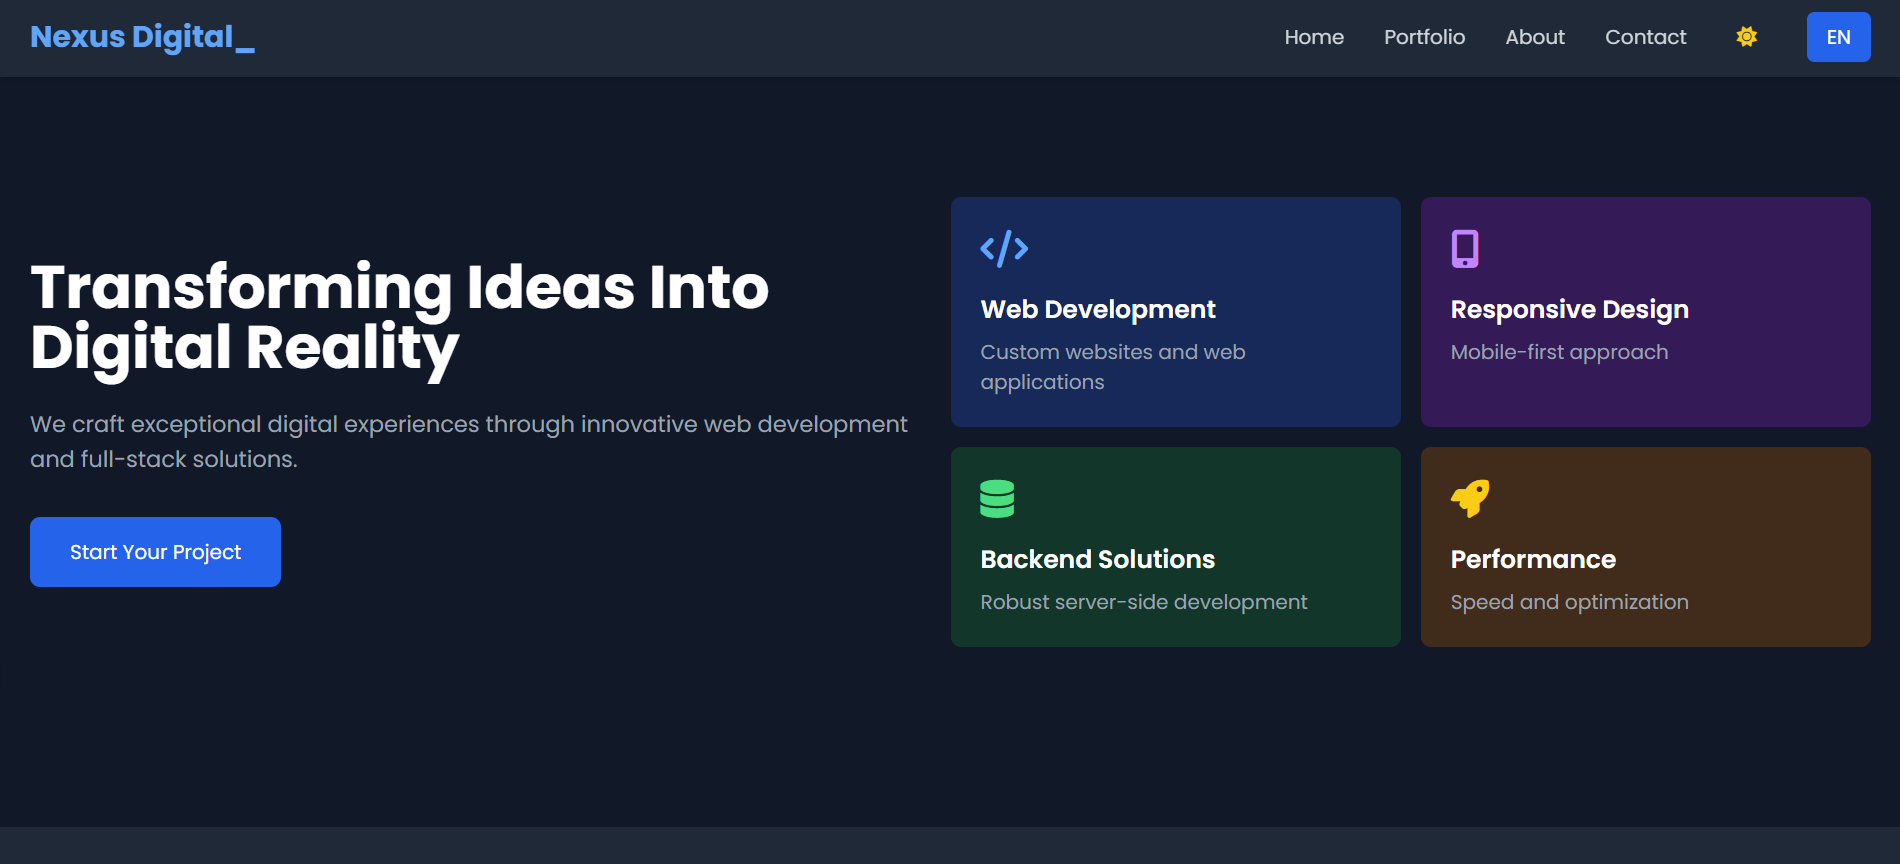 Nexus Digital_
Home
Portfolio
About
Contact
EN
Transforming Ideas Into
Digital Reality
We craft exceptional digital experiences through innovative web development
and full-stack solutions.
Start Your Project
Web Development
Custom websites and web
applications
Responsive Design
Mobile-first approach
Backend Solutions
Robust server-side development
Performance
Speed and optimization